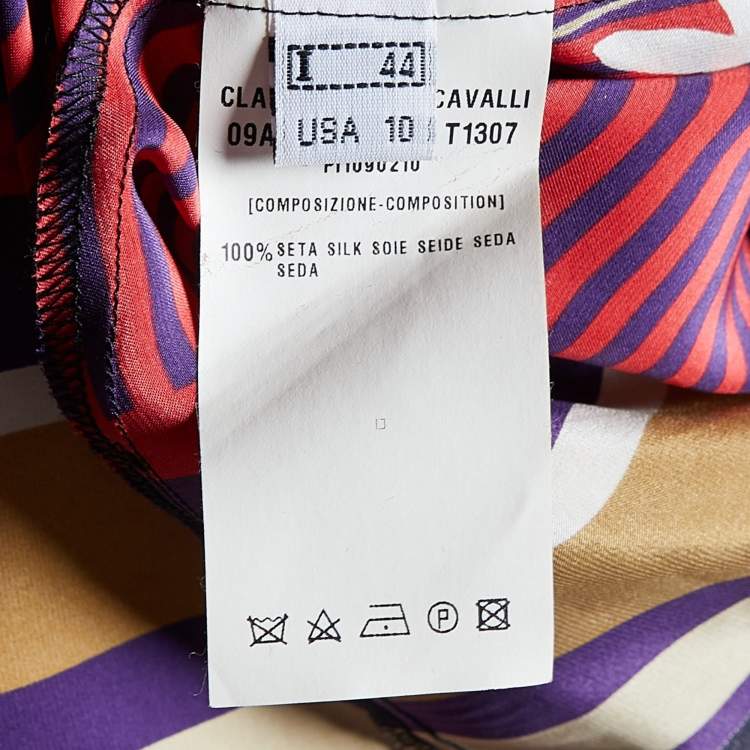 I 44
USA 10
CAVALLI
09A T1307
[COMPOSIZIONE-COMPOSITION]
100% SETA SILK SOIE SEIDE SEDA
SEDA
P